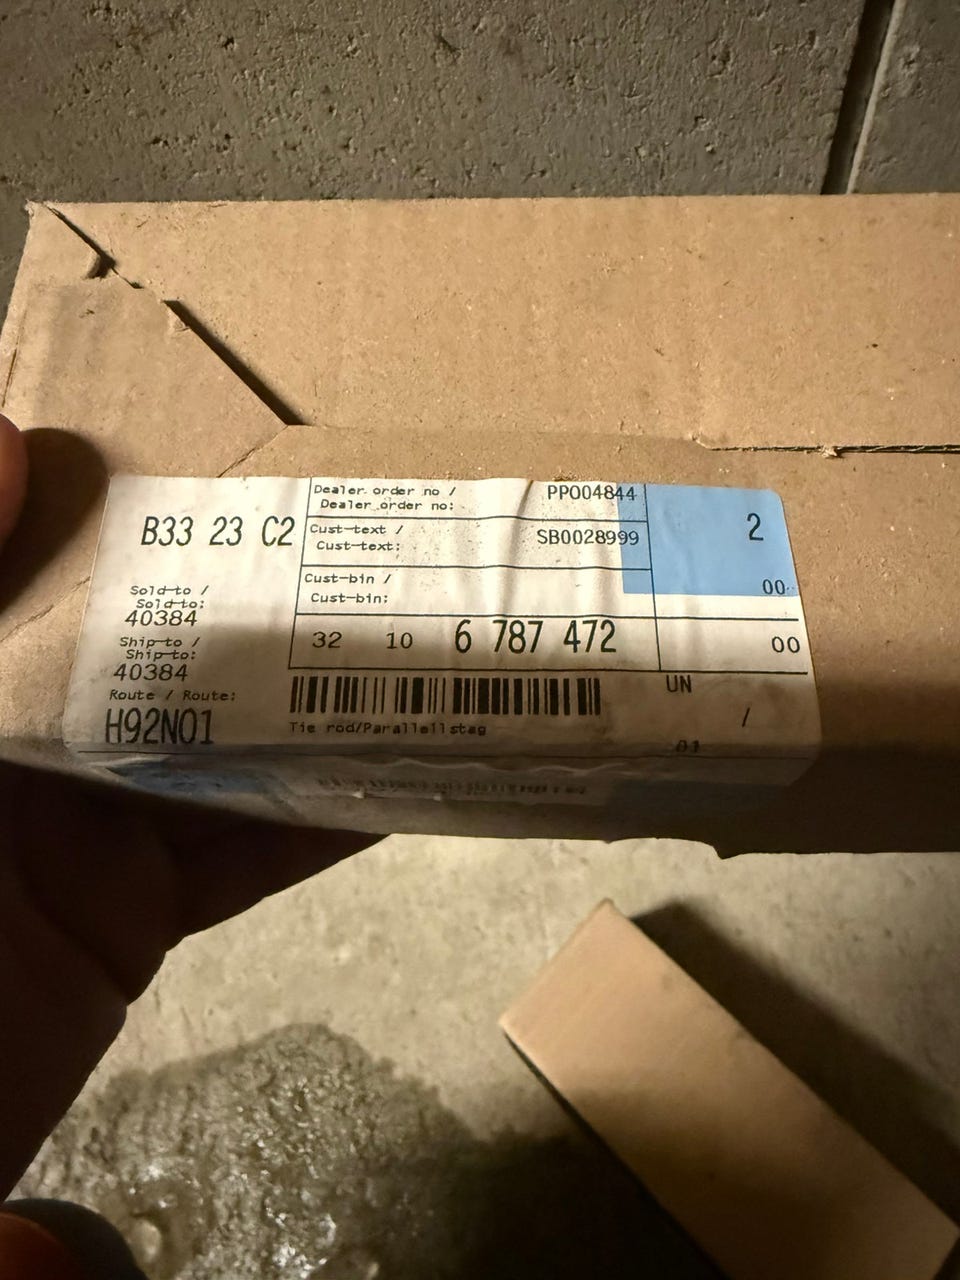 B33 23 C2
Sold-to /
Sold-to:
40384
Ship-to /
Ship-to:
40384
Route / Route:
H92N01
Dealer order no /
Dealer order no:
PP004844
Cust-text /
Cust-text:
SB0028999
Cust-bin /
Cust-bin:
2
00
32 10 6 787 472
00
Tie rod/Parallellstag
UN
/
01